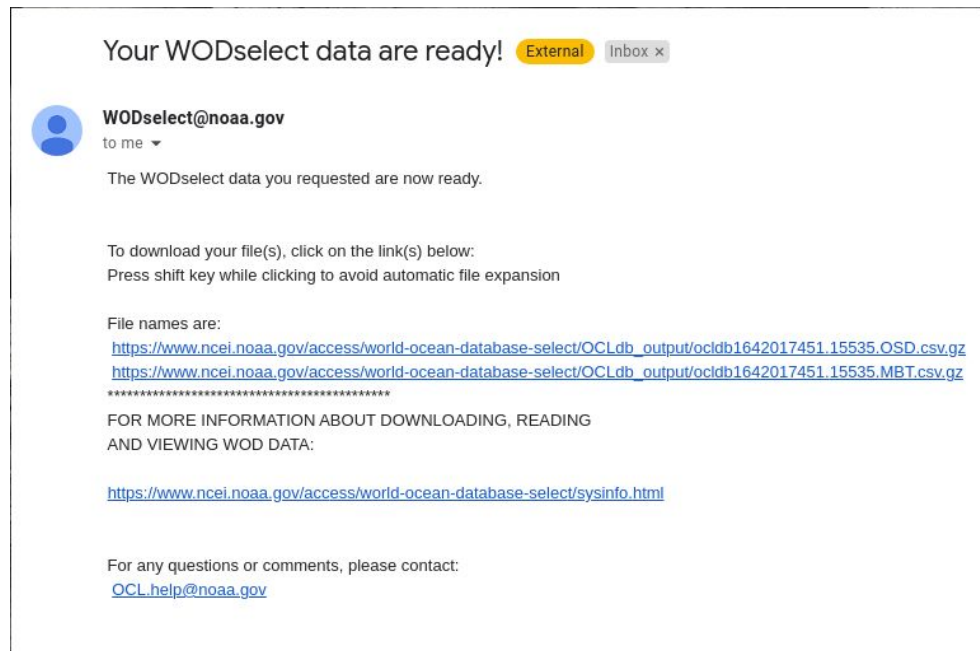 Your WODselect data are ready! External Inbox ×
WODselect@noaa.gov
to me
The WODselect data you requested are now ready.
To download your file(s), click on the link(s) below:
Press shift key while clicking to avoid automatic file expansion
File names are:
https://www.ncei.noaa.gov/access/world-ocean-database-select/OCLdb_output/ocldb1642017451.15535.OSD.csv.gz
https://www.ncei.noaa.gov/access/world-ocean-database-select/OCLdb_output/ocldb1642017451.15535.MBT.csv.gz
********************************************
FOR MORE INFORMATION ABOUT DOWNLOADING, READING
AND VIEWING WOD DATA:
https://www.ncei.noaa.gov/access/world-ocean-database-select/sysinfo.html
For any questions or comments, please contact:
OCL.help@noaa.gov